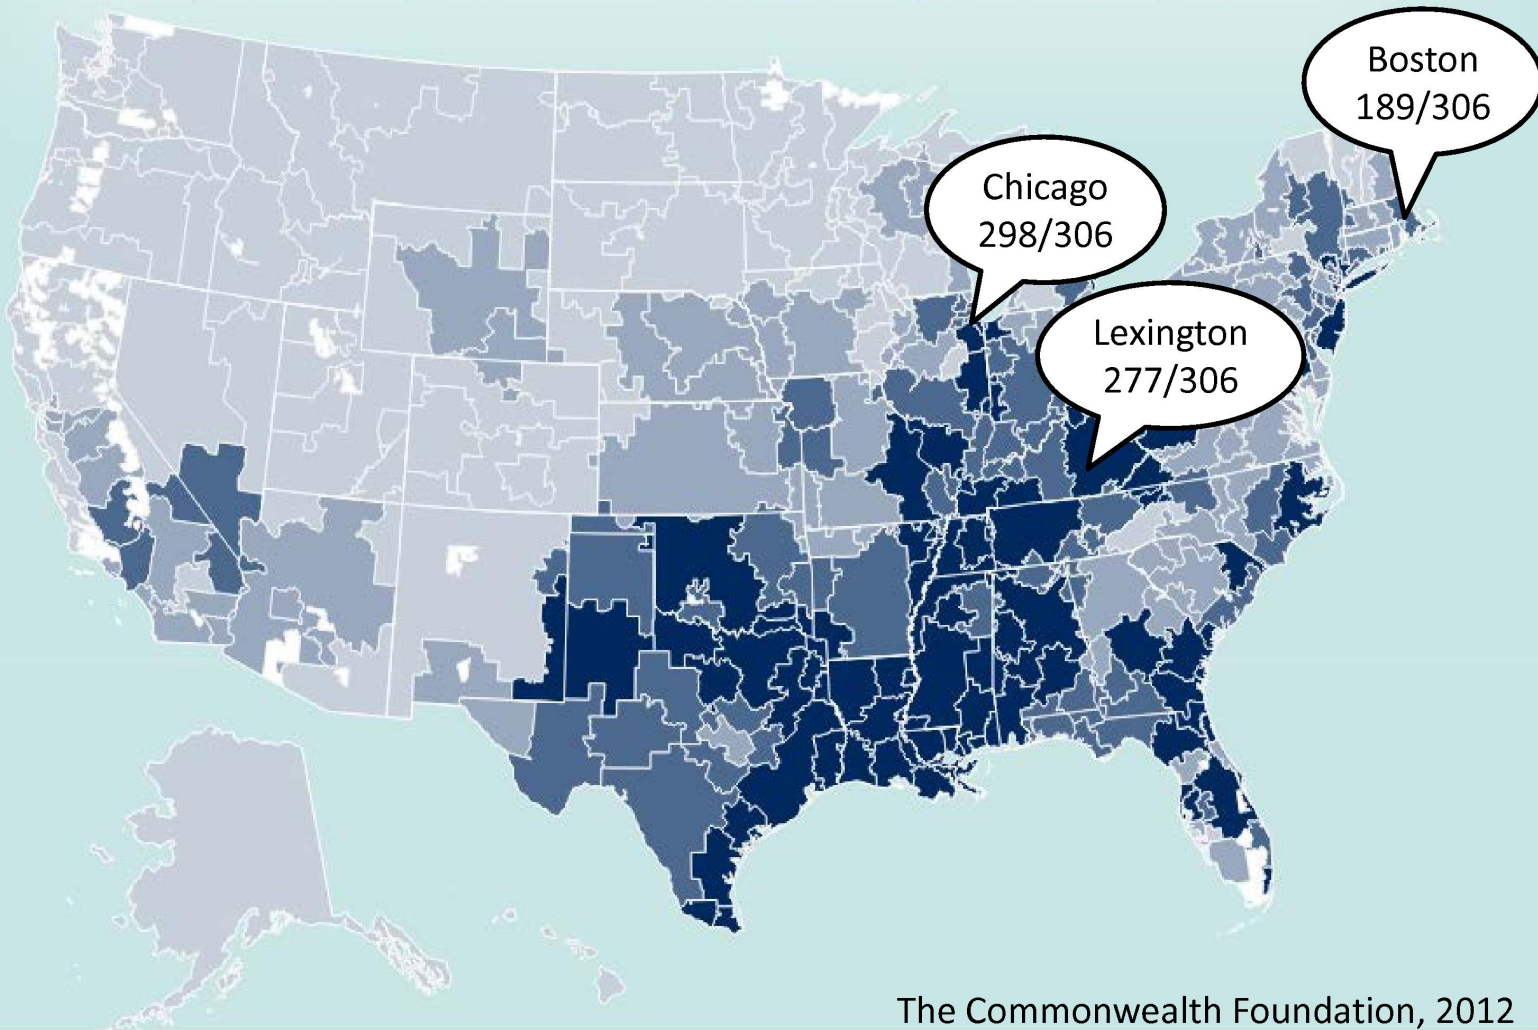 Boston
189/306
Chicago
298/306
Lexington
277/306
The Commonwealth Foundation, 2012